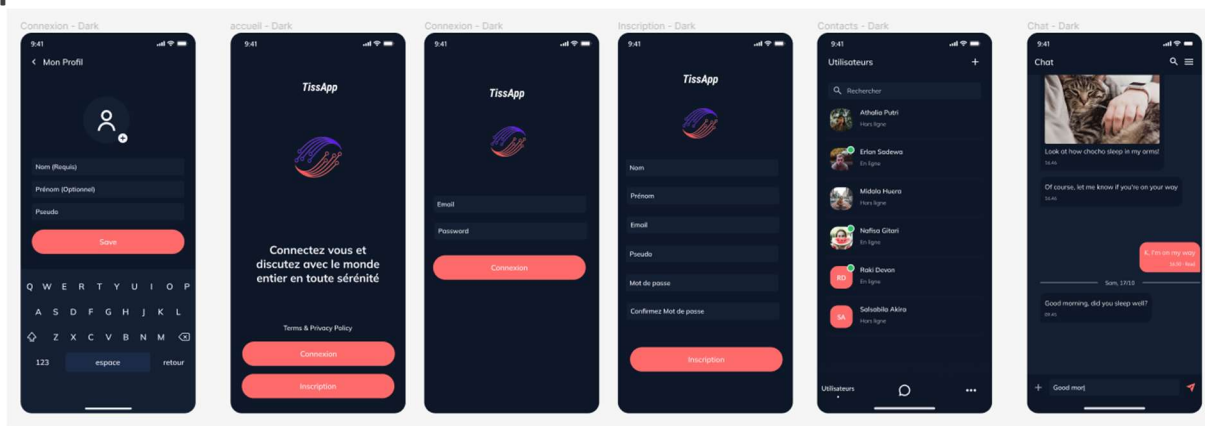 Connexion - Dark
9:41
Mon Profil
Nom (Requis)
Prénom (Optionnel)
Pseudo
Save
Q W E R T Y U I O P
A S D F G H J K L
Z X C V B N M
123 espace retour
accueil - Dark
9:41
TissApp
Connectez vous et
discutez avec le monde
entier en toute sérénité
Terms & Privacy Policy
Connexion
Inscription
Connexion - Dark
9:41
TissApp
Email
Password
Connexion
Inscription - Dark
9:41
TissApp
Nom
Prénom
Email
Pseudo
Mot de passe
Confirmez Mot de passe
Inscription
Contacts - Dark
9:41
Utilisateurs +
Rechercher
Athalia Putri
Hors ligne
Erlan Sadewa
En ligne
Midala Huera
Hors ligne
Nafisa Gitari
En ligne
RD
Raki Devon
En ligne
SA
Salsabila Akira
Hors ligne
Utilisateurs
Chat - Dark
9:41
Chat
Look at how chocho sleep in my arms!
16.46
Of course, let me know if you're on your way
16.46
K, I'm on my way
16.50 · Read
Sam, 17/10
Good morning, did you sleep well?
09.45
+ Good mor